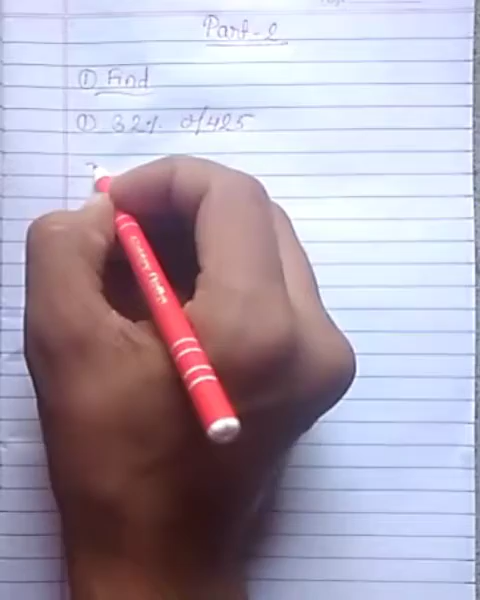 Part-2
① Find
① 32% of 425